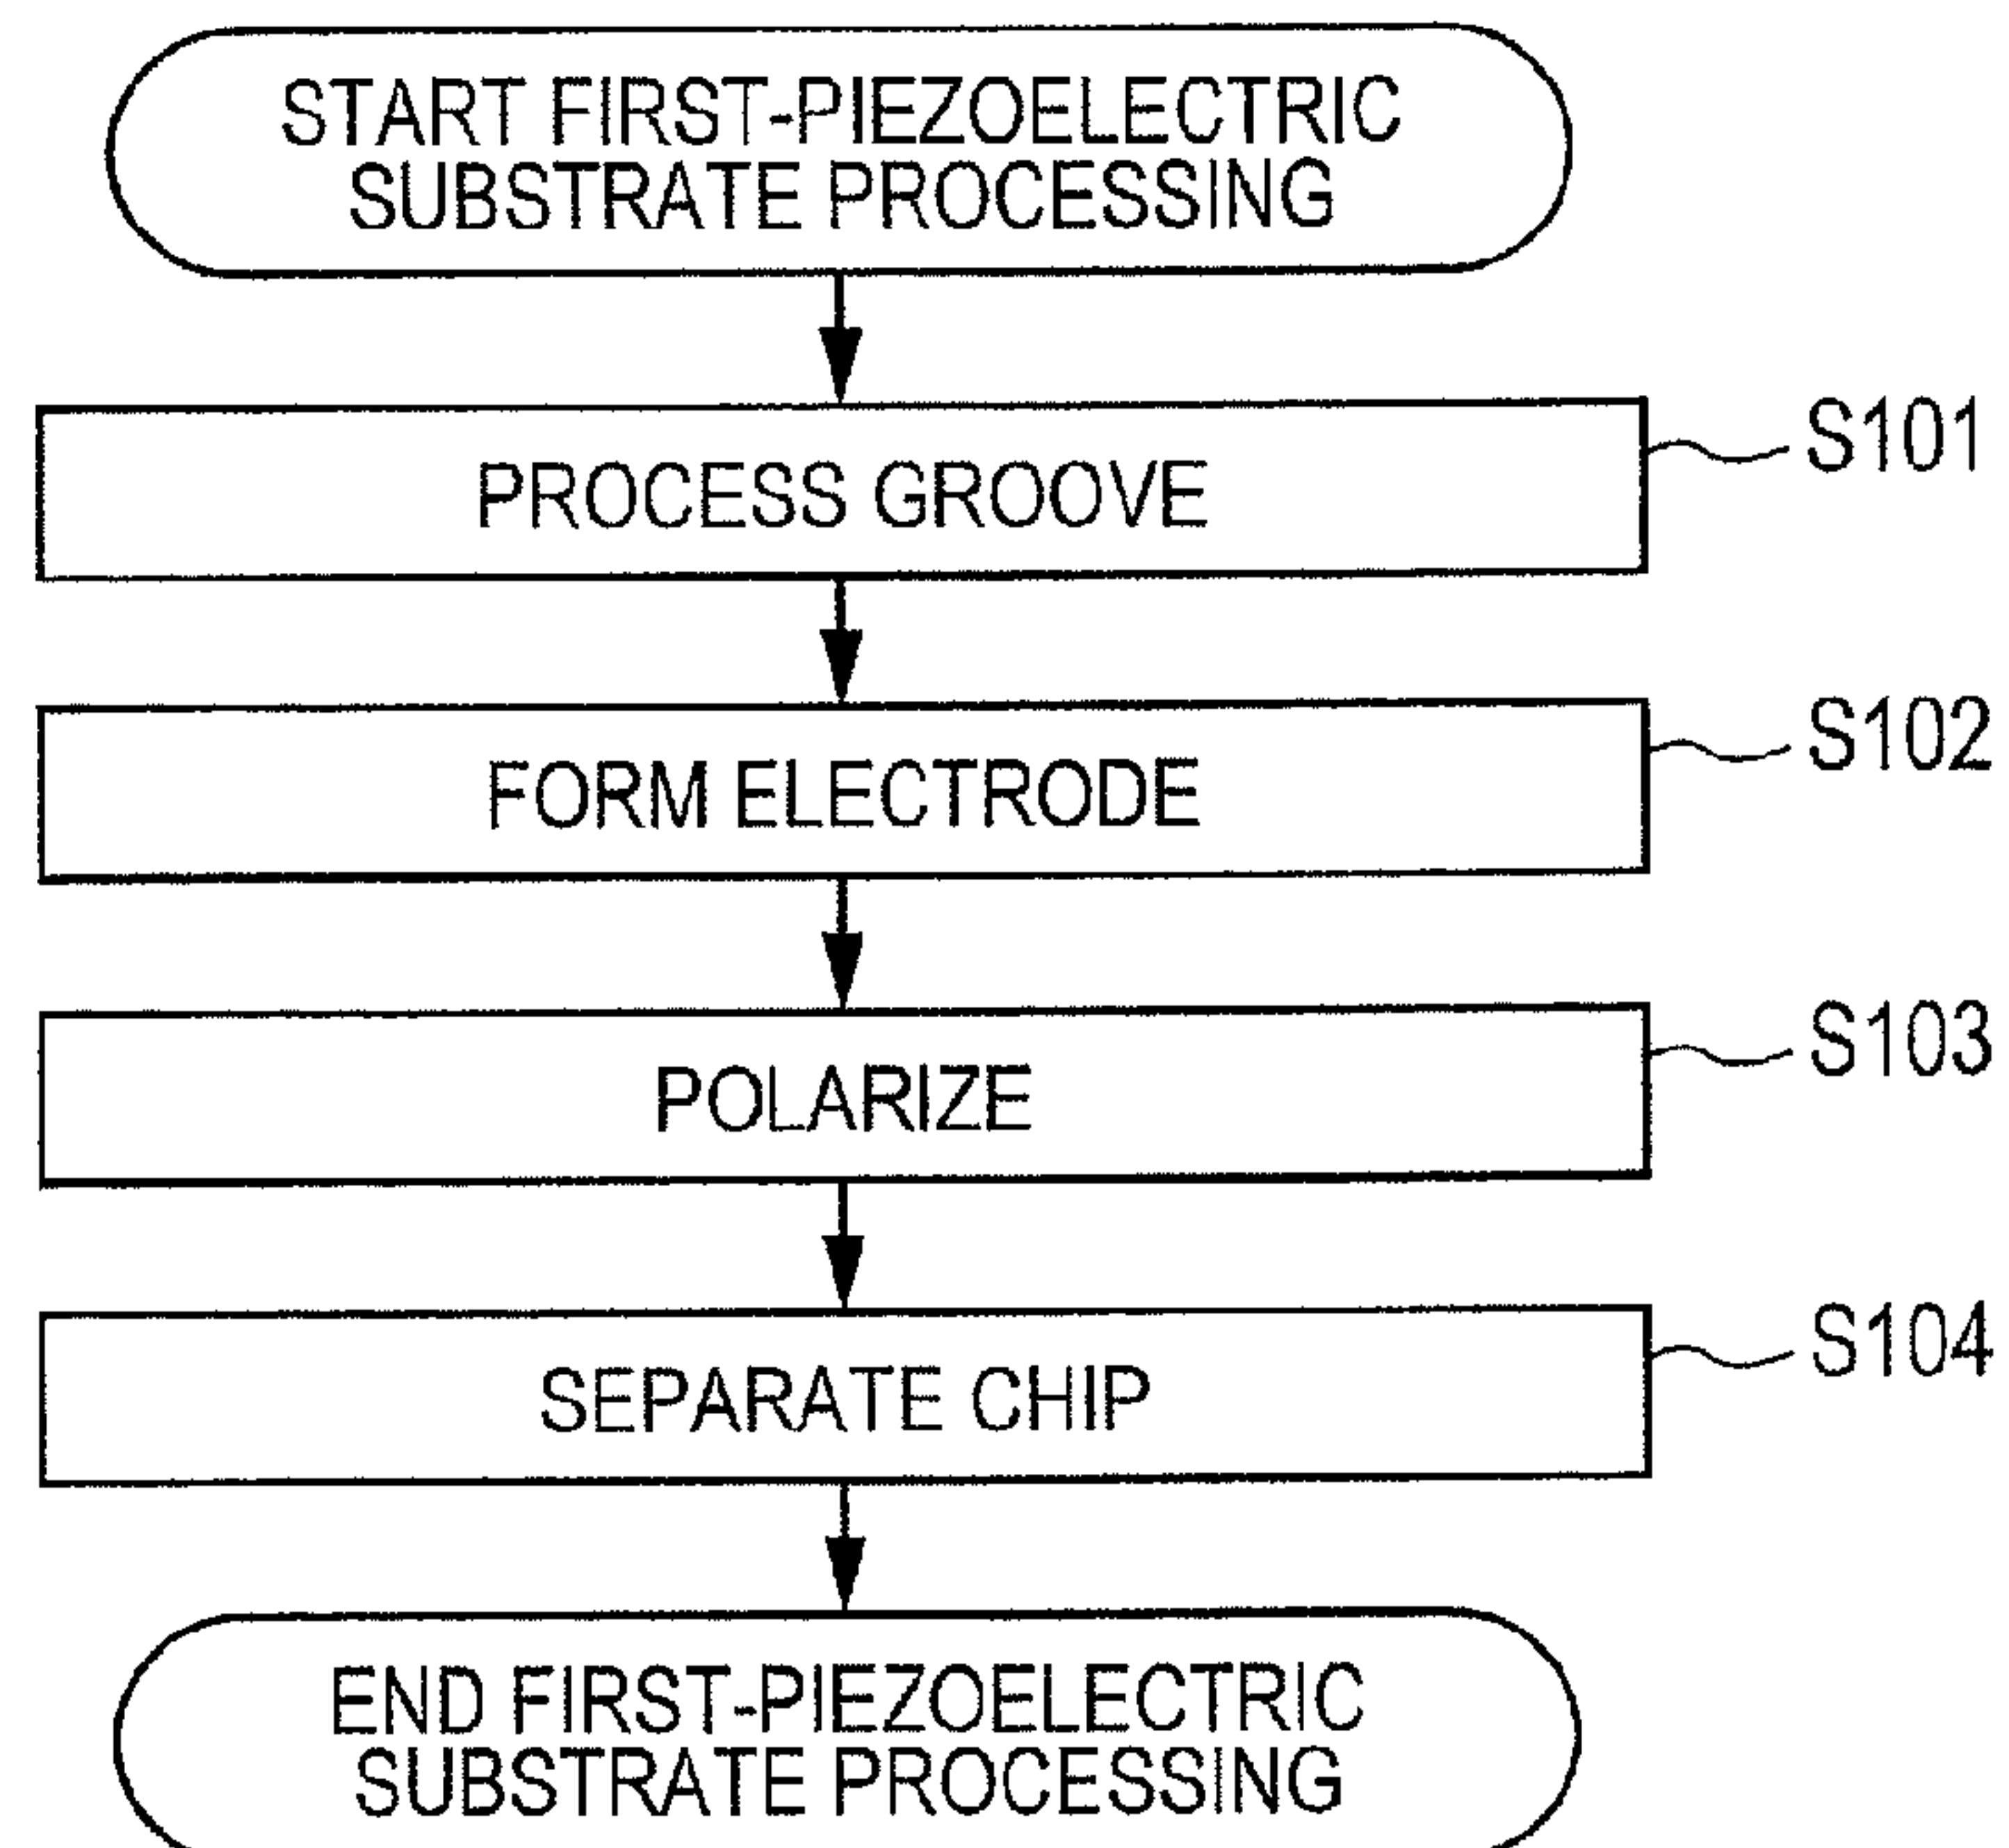 START FIRST-PIEZOELECTRIC
SUBSTRATE PROCESSING
PROCESS GROOVE
S101
FORM ELECTRODE
S102
POLARIZE
S103
SEPARATE CHIP
S104
END FIRST-PIEZOELECTRIC
SUBSTRATE PROCESSING